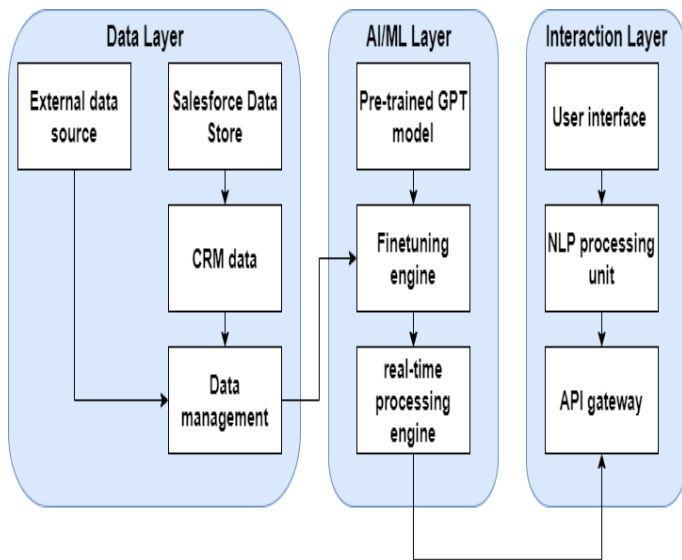 Data Layer
External data
source
Salesforce Data
Store
CRM data
Data
management
AI/ML Layer
Pre-trained GPT
model
Finetuning
engine
real-time
processing
engine
Interaction Layer
User interface
NLP processing
unit
API gateway